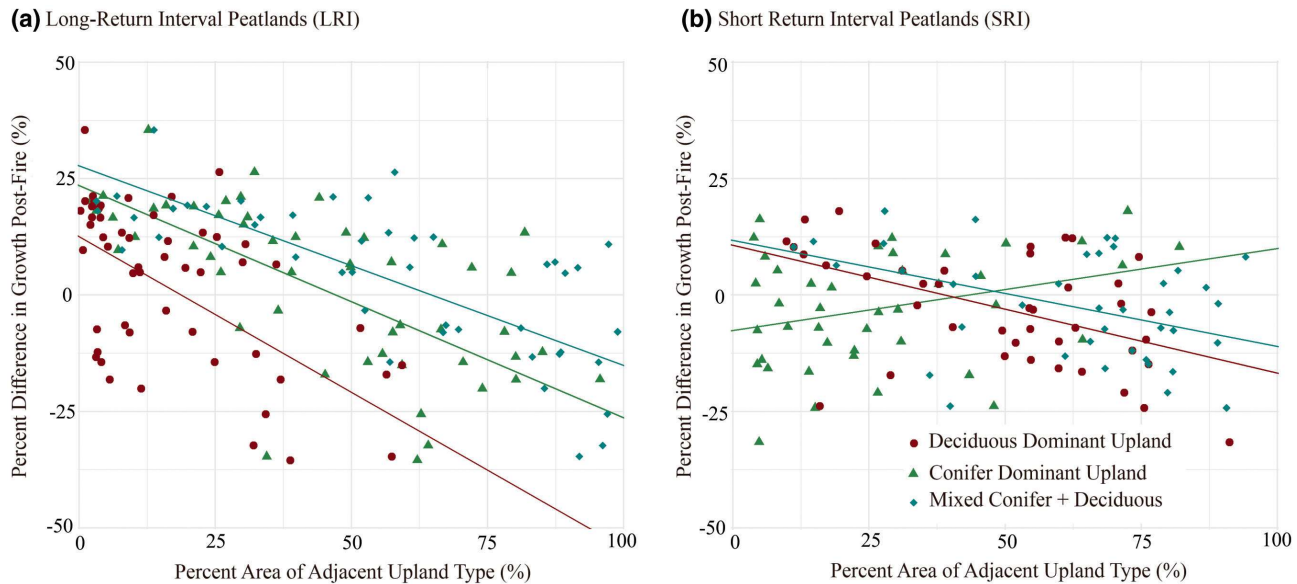 (a) Long-Return Interval Peatlands (LRI)
Percent Difference in Growth Post-Fire (%)
50
25
0
-25
-50
0
25
50
75
100
Percent Area of Adjacent Upland Type (%)
(b) Short Return Interval Peatlands (SRI)
Percent Difference in Growth Post-Fire (%)
50
25
0
-25
-50
Deciduous Dominant Upland
Conifer Dominant Upland
Mixed Conifer + Deciduous
0
25
50
75
100
Percent Area of Adjacent Upland Type (%)